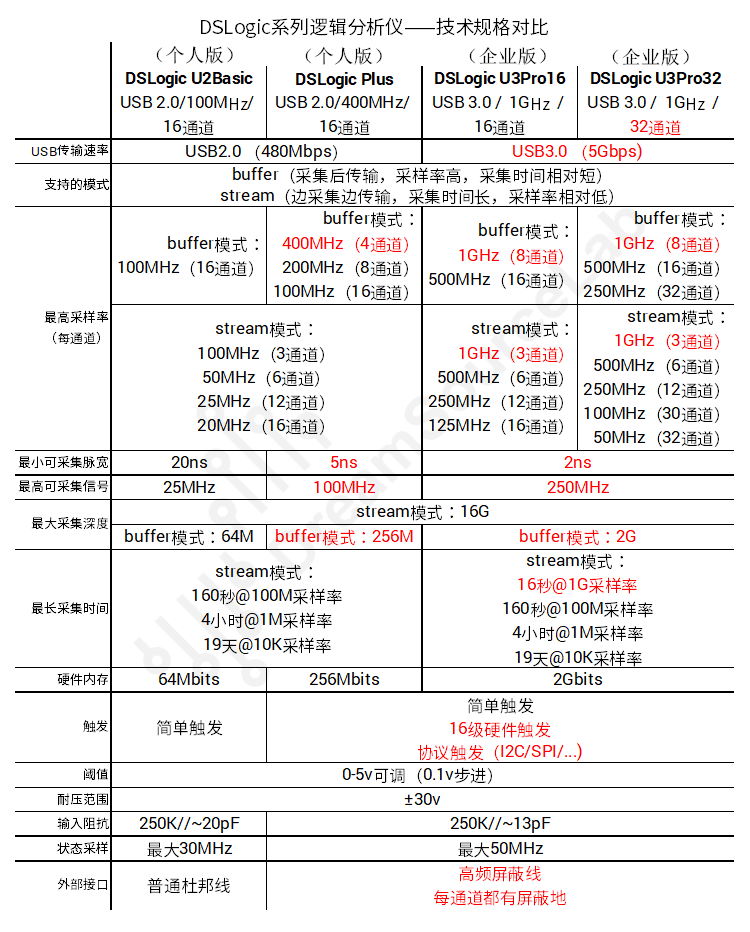 DSLogic系列逻辑分析仪——技术规格对比
（个人版） （个人版） （企业版） （企业版）
DSLogic U2Basic DSLogic Plus DSLogic U3Pro16 DSLogic U3Pro32
USB 2.0/100MHz/ USB 2.0/400MHz/ USB 3.0 / 1GHz / USB 3.0 / 1GHz /
16通道 16通道 16通道 32通道
USB传输速率 USB2.0（480Mbps） USB3.0（5Gbps)
支持的模式
buffer（采集后传输，采样率高，采集时间相对短）
stream（边采集边传输，采集时间长，采样率相对低）
最高采样率
（每通道）
buffer模式：
100MHz（16通道）
buffer模式：
400MHz（4通道）
200MHz（8通道）
100MHz（16通道）
buffer模式：
1GHz（8通道）
500MHz（16通道）
buffer模式：
1GHz（8通道）
500MHz（16通道）
250MHz（32通道）
stream模式：
100MHz（3通道）
50MHz（6通道）
25MHz（12通道）
20MHz（16通道）
stream模式：
1GHz（3通道）
500MHz（6通道）
250MHz（12通道）
125MHz（16通道）
stream模式：
1GHz（3通道）
500MHz（6通道）
250MHz（12通道）
100MHz（30通道）
50MHz（32通道）
最小可采集脉宽 20ns 5ns 2ns
最高可采集信号 25MHz 100MHz 250MHz
最大采集深度
stream模式：16G
buffer模式：64M buffer模式：256M buffer模式：2G
最长采集时间
stream模式：
160秒@100M采样率
4小时@1M采样率
19天@10K采样率
stream模式：
16秒@1G采样率
160秒@100M采样率
4小时@1M采样率
19天@10K采样率
硬件内存 64Mbits 256Mbits 2Gbits
触发 简单触发
简单触发
16级硬件触发
协议触发（I2C/SPI/...)
阈值 0-5v可调（0.1v步进）
耐压范围 ±30v
输入阻抗 250K//~20pF 250K//~13pF
状态采样 最大30MHz 最大50MHz
外部接口 普通杜邦线
高频屏蔽线
每通道都有屏蔽地
DreamSourceLab